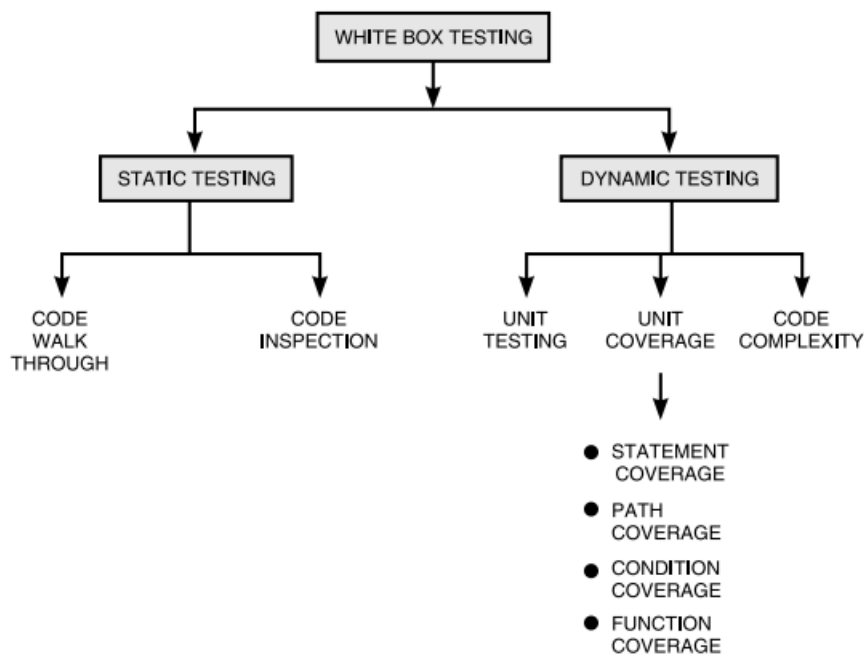 WHITE BOX TESTING
STATIC TESTING
DYNAMIC TESTING
CODE
WALK
THROUGH
CODE
INSPECTION
UNIT
TESTING
UNIT
COVERAGE
CODE
COMPLEXITY
● STATEMENT
COVERAGE
● PATH
COVERAGE
● CONDITION
COVERAGE
● FUNCTION
COVERAGE